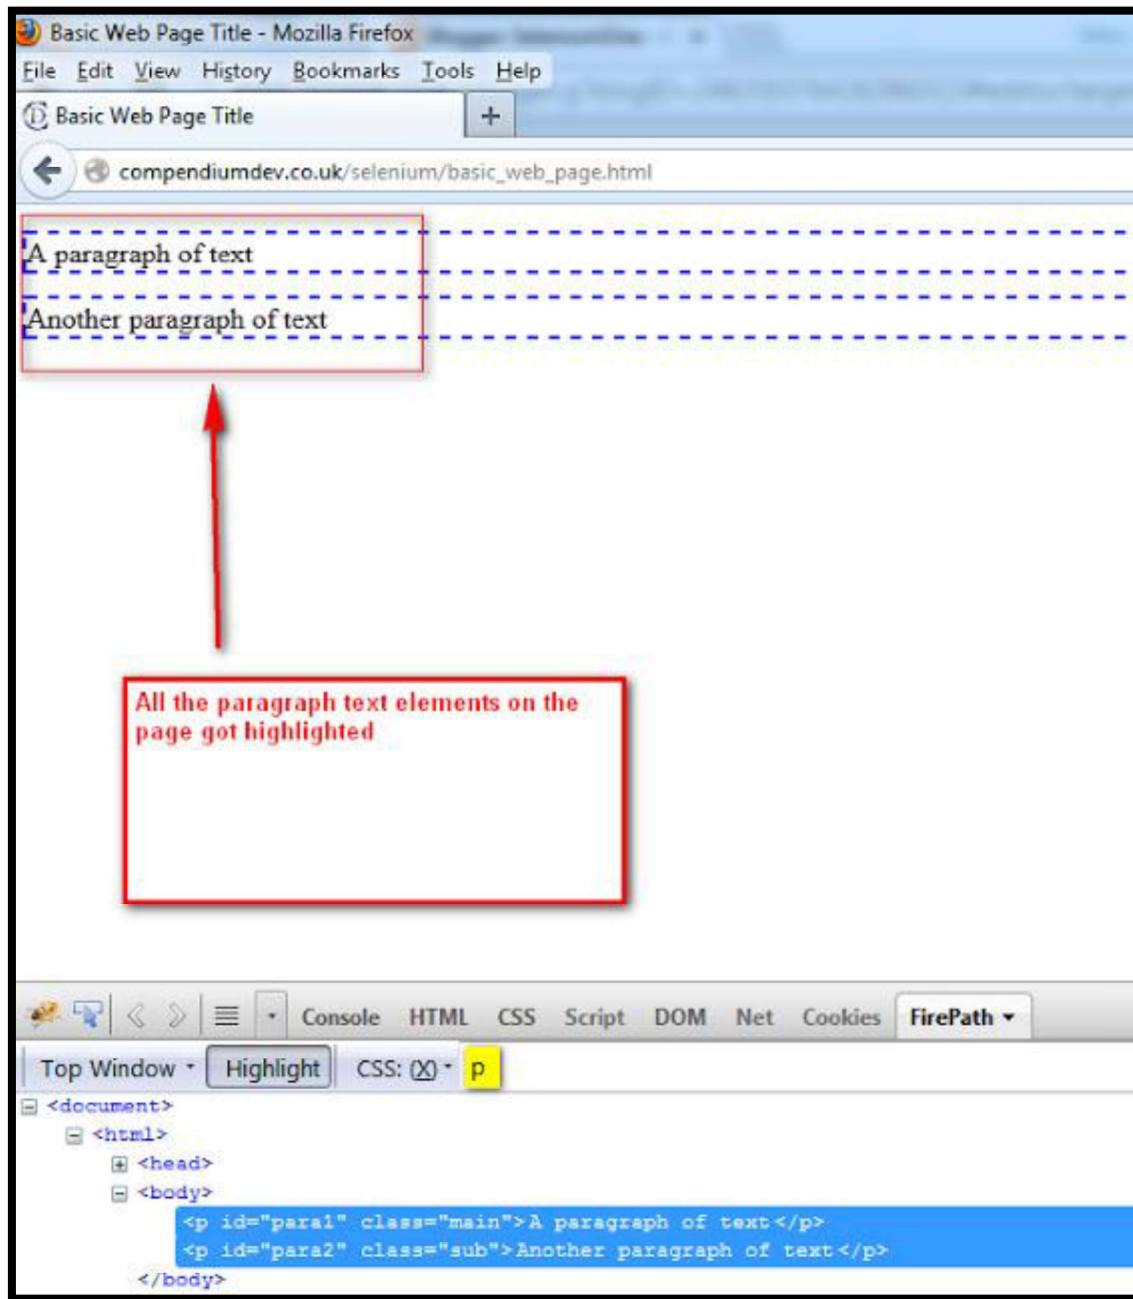 Basic Web Page Title - Mozilla Firefox
File Edit View History Bookmarks Tools Help
Basic Web Page Title +
compendiumdev.co.uk/selenium/basic_web_page.html
A paragraph of text
Another paragraph of text
All the paragraph text elements on the
page got highlighted
Console HTML CSS Script DOM Net Cookies FirePath
Top Window Highlight CSS: (X) p
<document>
<html>
<head>
<body>
<p id="para1" class="main">A paragraph of text</p>
<p id="para2" class="sub">Another paragraph of text</p>
</body>